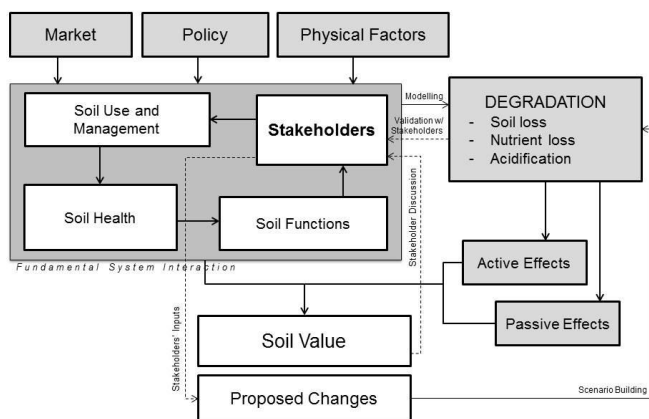 Market
Policy
Physical Factors
Soil Use and
Management
Stakeholders
Modelling
Validation w/
Stakeholders
DEGRADATION
- Soil loss
- Nutrient loss
- Acidification
Soil Health
Soil Functions
Stakeholder Discussion
Fundamental System Interaction
Active Effects
Passive Effects
Stakeholders' Inputs
Soil Value
Proposed Changes
Scenario Building